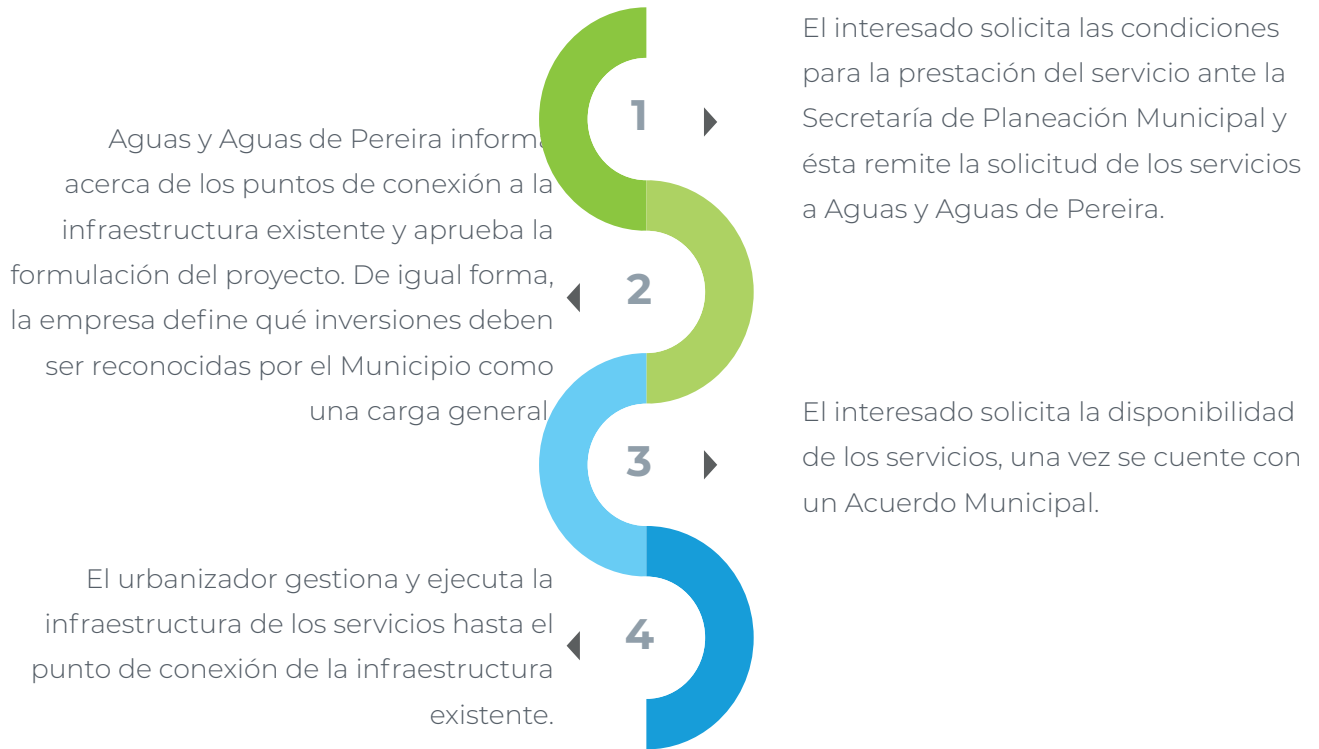 1
El interesado solicita las condiciones
para la prestación del servicio ante la
Secretaría de Planeación Municipal y
ésta remite la solicitud de los servicios
a Aguas y Aguas de Pereira.
2
Aguas y Aguas de Pereira informa
acerca de los puntos de conexión a la
infraestructura existente y aprueba la
formulación del proyecto. De igual forma,
la empresa define qué inversiones deben
ser reconocidas por el Municipio como
una carga general.
3
El interesado solicita la disponibilidad
de los servicios, una vez se cuente con
un Acuerdo Municipal.
4
El urbanizador gestiona y ejecuta la
infraestructura de los servicios hasta el
punto de conexión de la infraestructura
existente.